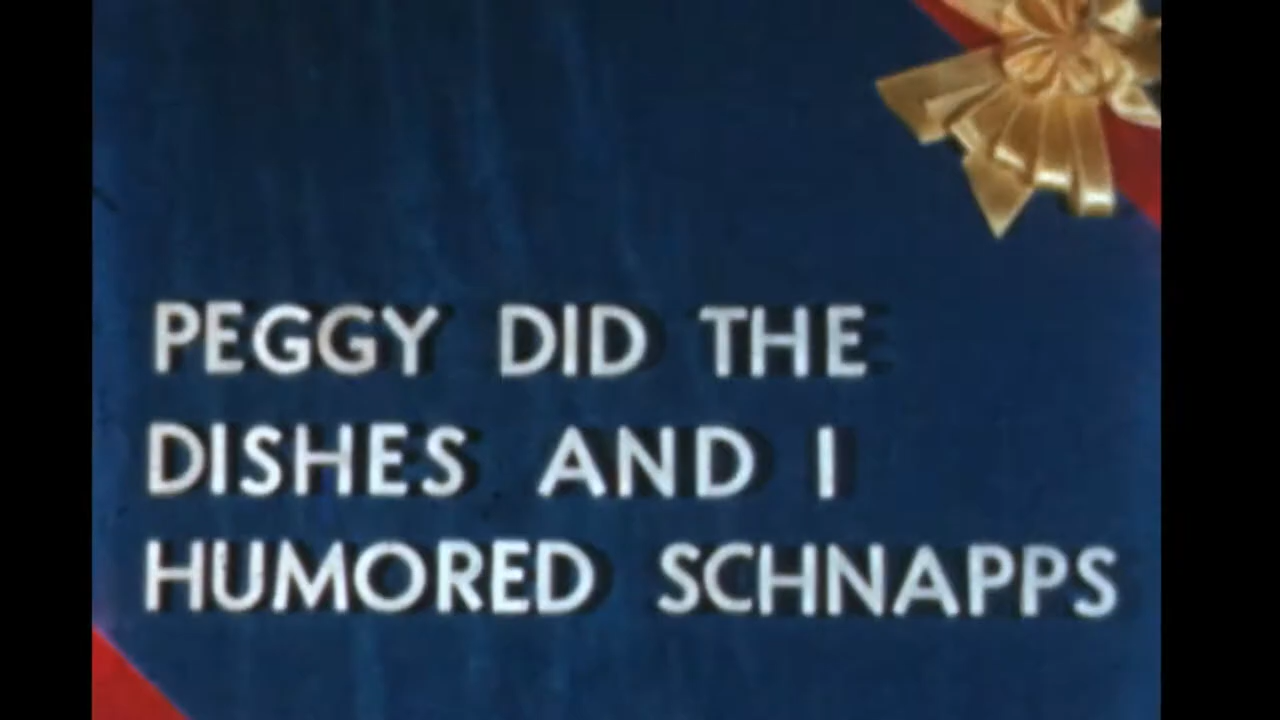 PEGGY DID THE
DISHES AND I
HUMORED SCHNAPPS